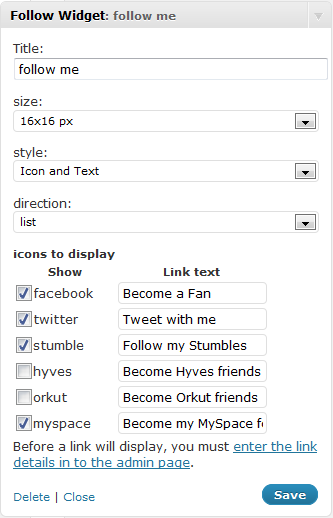 Follow Widget: follow me
Title:
follow me
size:
16x16 px
style:
Icon and Text
direction:
list
icons to display
Show Link text
facebook Become a Fan
twitter Tweet with me
stumble Follow my Stumbles
hyves Become Hyves friends
orkut Become Orkut friends
myspace Become my MySpace
Before a link will display, you must enter the link
details in to the admin page.
Delete | Close Save